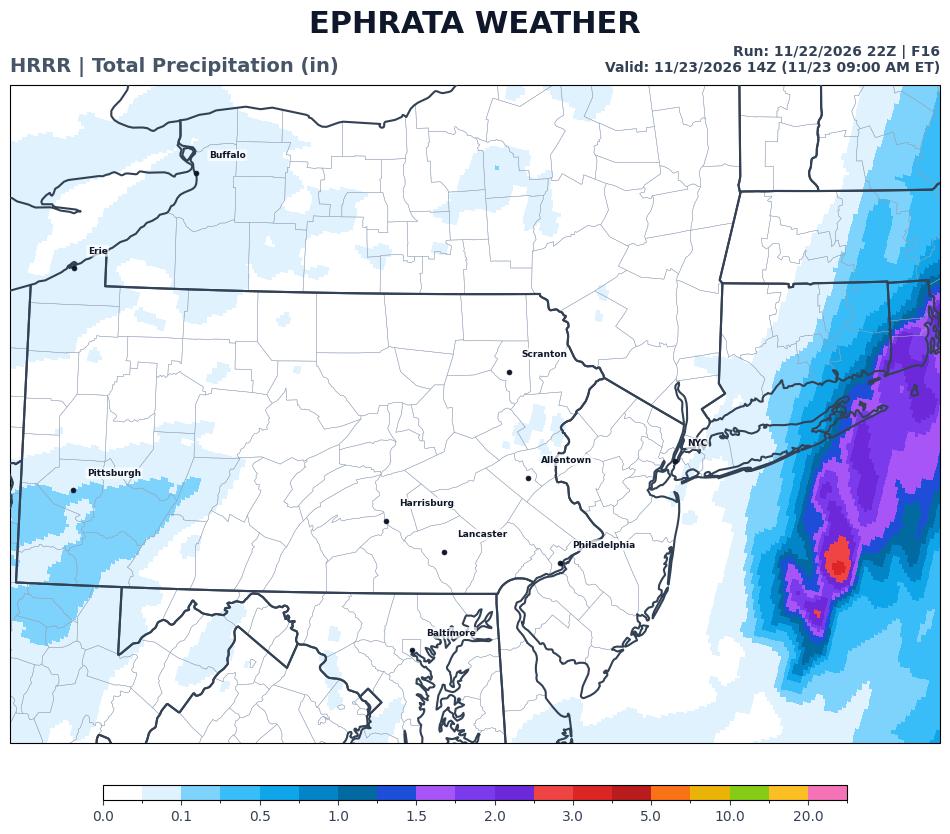 EPHRATA WEATHER
HRRR | Total Precipitation (in)
Run: 11/22/2026 22Z | F16
Valid: 11/23/2026 14Z (11/23 09:00 AM ET)
Buffalo
Erie
Scranton
NYC
Allentown
Pittsburgh
Harrisburg
Lancaster
Philadelphia
Baltimore
0.0 0.1 0.5 1.0 1.5 2.0 3.0 5.0 10.0 20.0